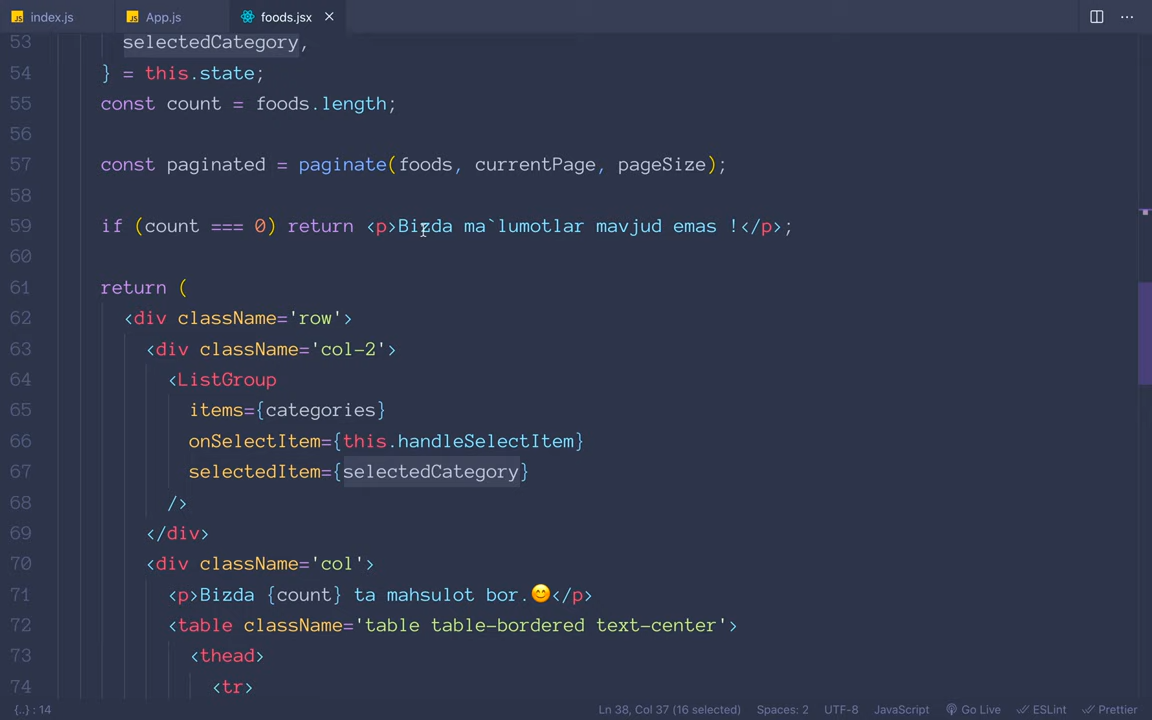 index.js App.js foods.jsx
53 selectedCategory,
54 } = this.state;
55 const count = foods.length;
56
57 const paginated = paginate(foods, currentPage, pageSize);
58
59 if (count === 0) return <p>Bizda ma`lumotlar mavjud emas !</p>;
60
61 return (
62 <div className='row'>
63 <div className='col-2'>
64 <ListGroup
65 items={categories}
66 onSelectItem={this.handleSelectItem}
67 selectedItem={selectedCategory}
68 />
69 </div>
70 <div className='col'>
71 <p>Bizda {count} ta mahsulot bor.😊</p>
72 <table className='table table-bordered text-center'>
73 <thead>
74 <tr>
{..} : 14 Ln 38, Col 37 (16 selected) Spaces: 2 UTF-8 JavaScript Go Live ESLint Prettier